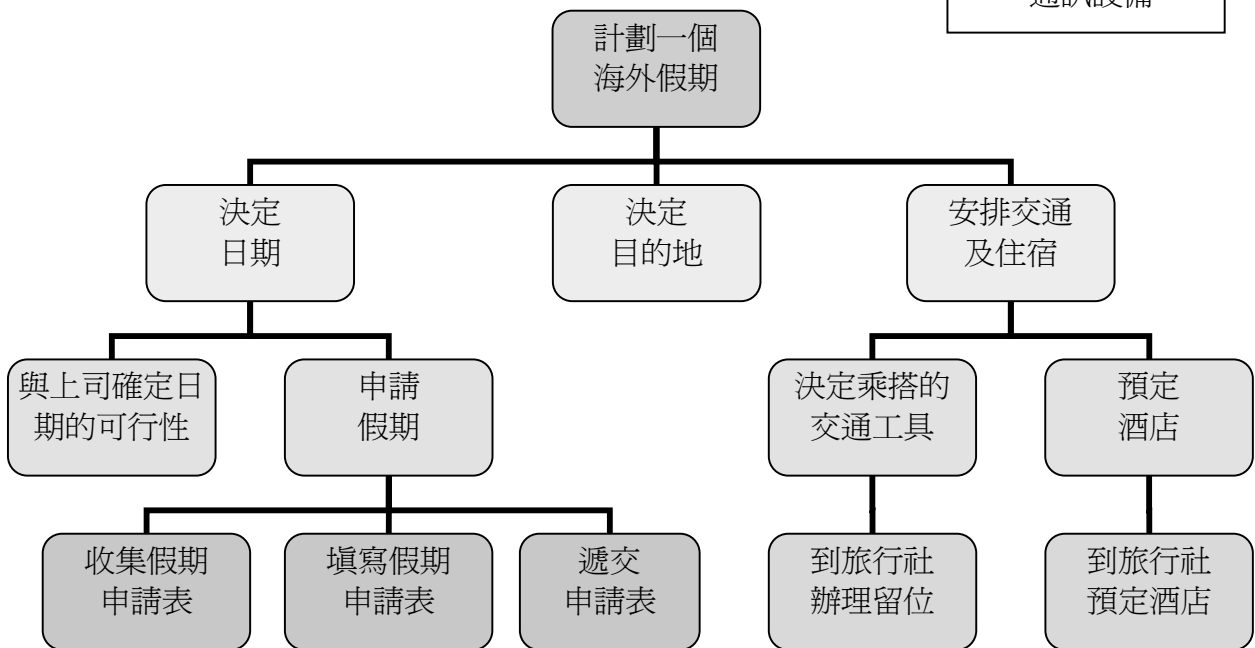 通訊設備
計劃一個
海外假期
決定
日期
決定
目的地
安排交通
及住宿
與上司確定日
期的可行性
申請
假期
決定乘搭的
交通工具
預定
酒店
收集假期
申請表
填寫假期
申請表
遞交
申請表
到旅行社
辦理留位
到旅行社
預定酒店